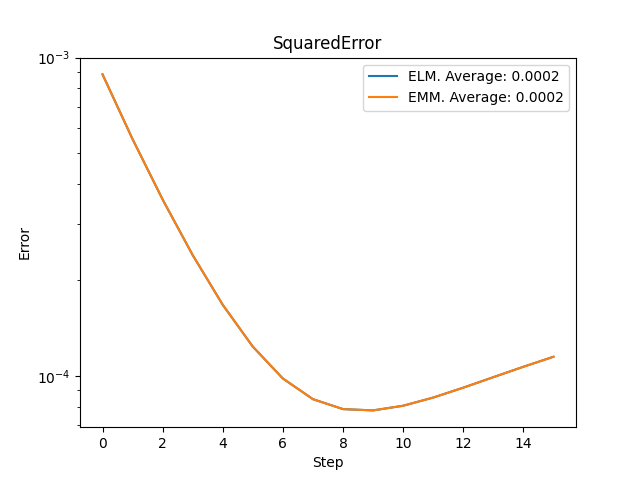 SquaredError
ELM. Average: 0.0002
EMM. Average: 0.0002
Error
10⁻³
10⁻⁴
0 2 4 6 8 10 12 14
Step